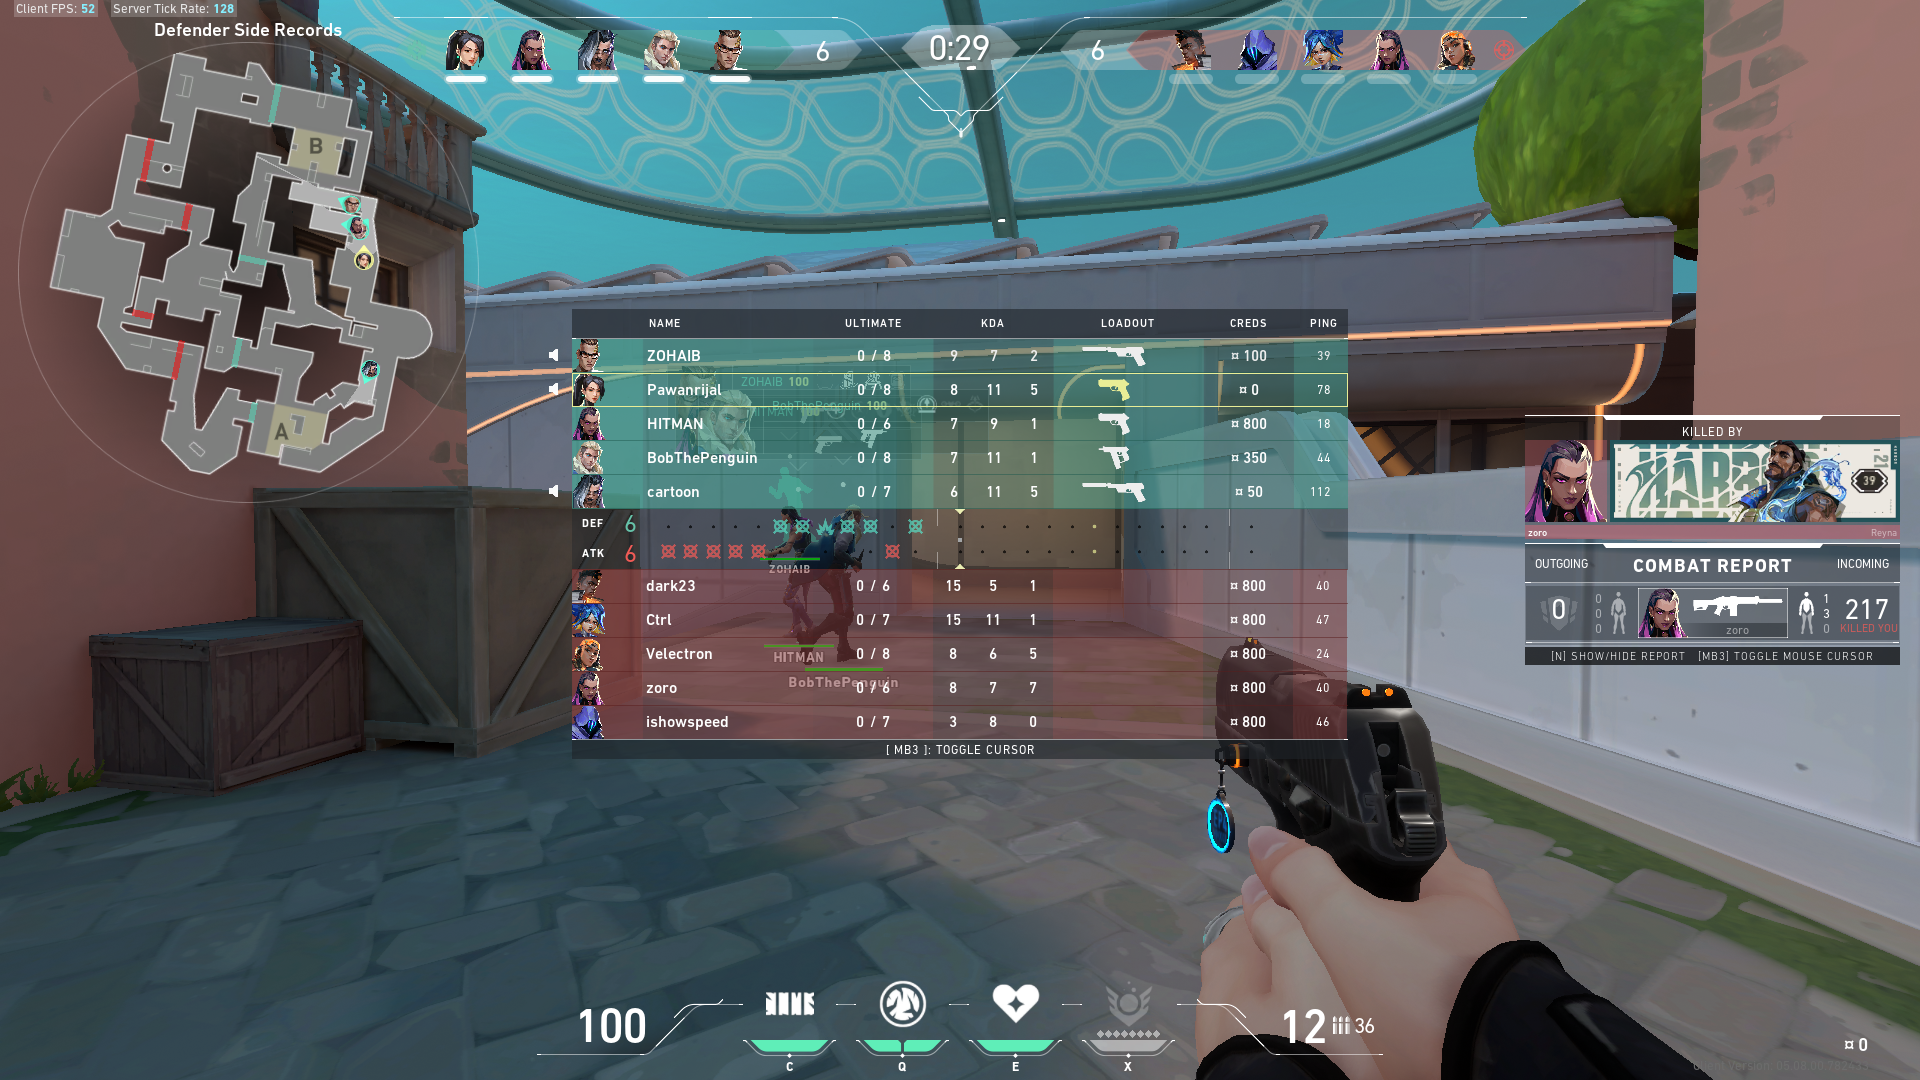 Client FPS: 52 Server Tick Rate: 128
Defender Side Records
6 0:29 6
B
A
NAME ULTIMATE KDA LOADOUT CREDS PING
ZOHAIB 0 / 8 9 7 2 ¤ 100 39
Pawanrijal 0 / 8 8 11 5 ¤ 0 78
HITMAN 0 / 6 7 9 1 ¤ 800 18
BobThePenguin 0 / 8 7 11 1 ¤ 350 44
cartoon 0 / 7 6 11 5 ¤ 50 112
ZOHAIB 100
BobThePenguin 100
DEF 6
ATK 6
ZOHAIB
dark23 0 / 6 15 5 1 ¤ 800 40
Ctrl 0 / 7 15 11 1 ¤ 800 47
Velectron 0 / 8 8 6 5 ¤ 800 24
HITMAN
zoro 0 / 6 8 7 7 ¤ 800 40
BobThePenguin
ishowspeed 0 / 7 3 8 0 ¤ 800 46
[ MB3 ]: TOGGLE CURSOR
KILLED BY
39
zoro Reyna
OUTGOING COMBAT REPORT INCOMING
0 0 0 0 zoro 1 3 0 217
KILLED YOU
[N] SHOW/HIDE REPORT [MB3] TOGGLE MOUSE CURSOR
100 12 36
C Q E X
¤ 0